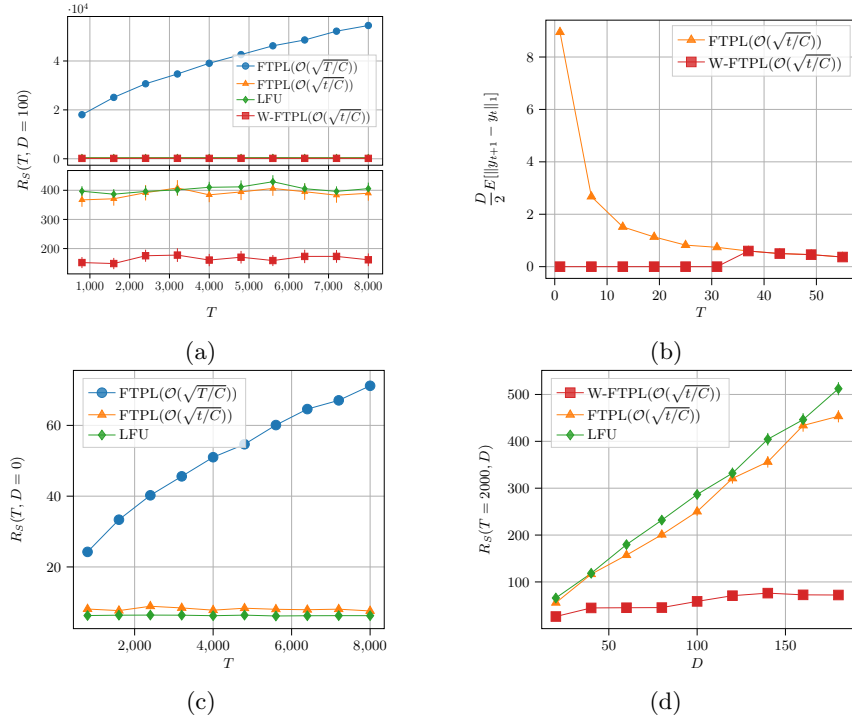 ·10^4
4
2
0
R_S(T, D = 100)
FTPL(O(√T/C))
FTPL(O(√t/C))
LFU
W-FTPL(O(√t/C))
400
300
200
1,000 2,000 3,000 4,000 5,000 6,000 7,000 8,000
T
(a)
8
6
4
2
0
D/2 E[||y_{t+1} − y_t||_1]
FTPL(O(√t/C))
W-FTPL(O(√t/C))
0 10 20 30 40 50
T
(b)
60
40
20
R_S(T, D = 0)
FTPL(O(√T/C))
FTPL(O(√t/C))
LFU
2,000 4,000 6,000 8,000
T
(c)
500
400
300
200
100
R_S(T = 2000, D)
W-FTPL(O(√t/C))
FTPL(O(√t/C))
LFU
50 100 150
D
(d)